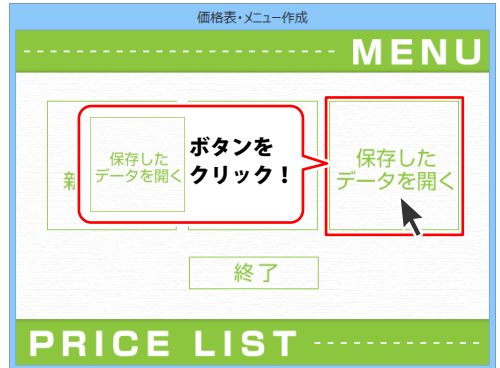 価格表・メニュー作成
MENU
新
保存した
データを開く
ボタンを
クリック！
保存した
データを開く
終了
PRICE LIST